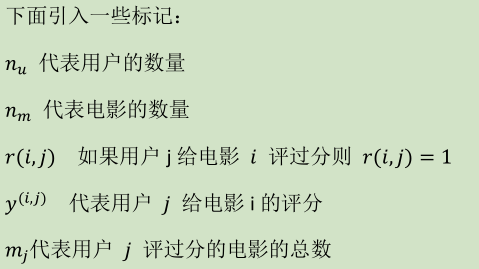 下面引入一些标记：
𝑛𝑢 代表用户的数量
𝑛𝑚 代表电影的数量
𝑟(𝑖,𝑗) 如果用户 j 给电影 𝑖 评过分则 𝑟(𝑖,𝑗) = 1
𝑦(𝑖,𝑗) 代表用户 𝑗 给电影 i 的评分
𝑚𝑗代表用户 𝑗 评过分的电影的总数